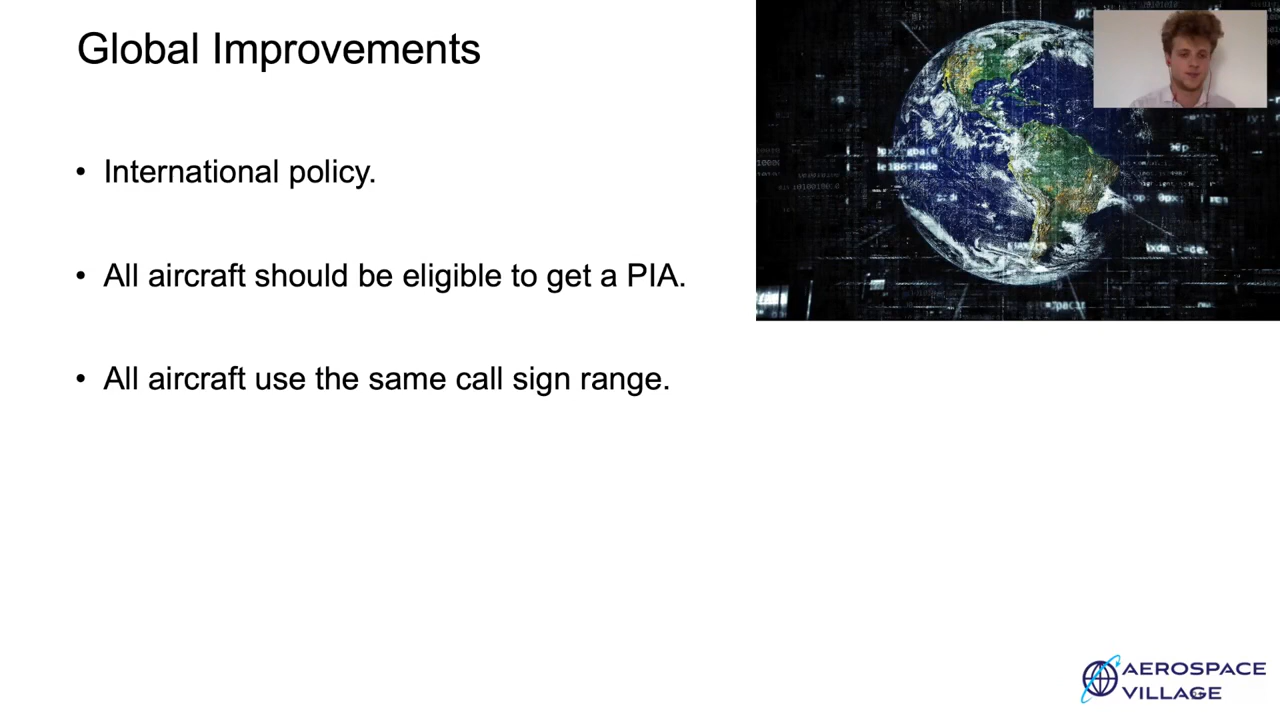 Global Improvements
• International policy.
• All aircraft should be eligible to get a PIA.
• All aircraft use the same call sign range.
AEROSPACE
VILLAGE